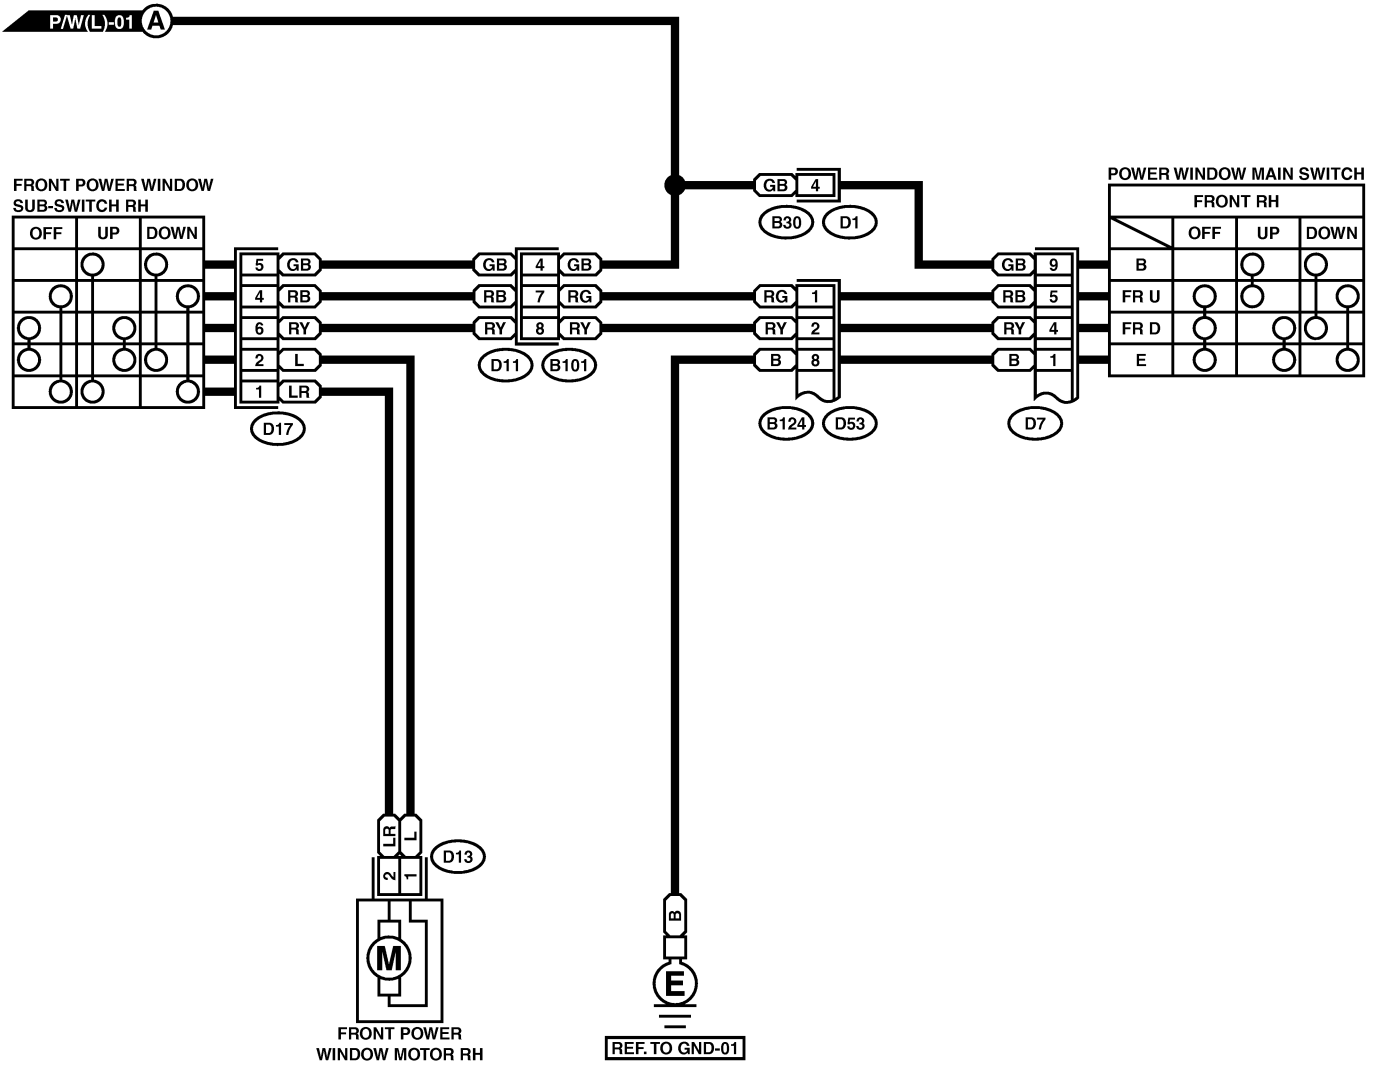 P/W(L)-01 A
POWER WINDOW MAIN SWITCH
FRONT RH
OFF UP DOWN
B
FR U
FR D
E
FRONT POWER WINDOW
SUB-SWITCH RH
OFF UP DOWN
GB 4
B30 D1
5 GB GB 4 GB GB 9
4 RB RB 7 RG RG 1 RB 5
6 RY RY 8 RY RY 2 RY 4
2 L B 8 B 1
1 LR
D11 B101
D17
B124 D53
D7
LR L
2 1
D13
M
FRONT POWER
WINDOW MOTOR RH
B
E
REF. TO GND-01